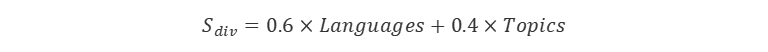 S_div = 0.6 × Languages + 0.4 × Topics